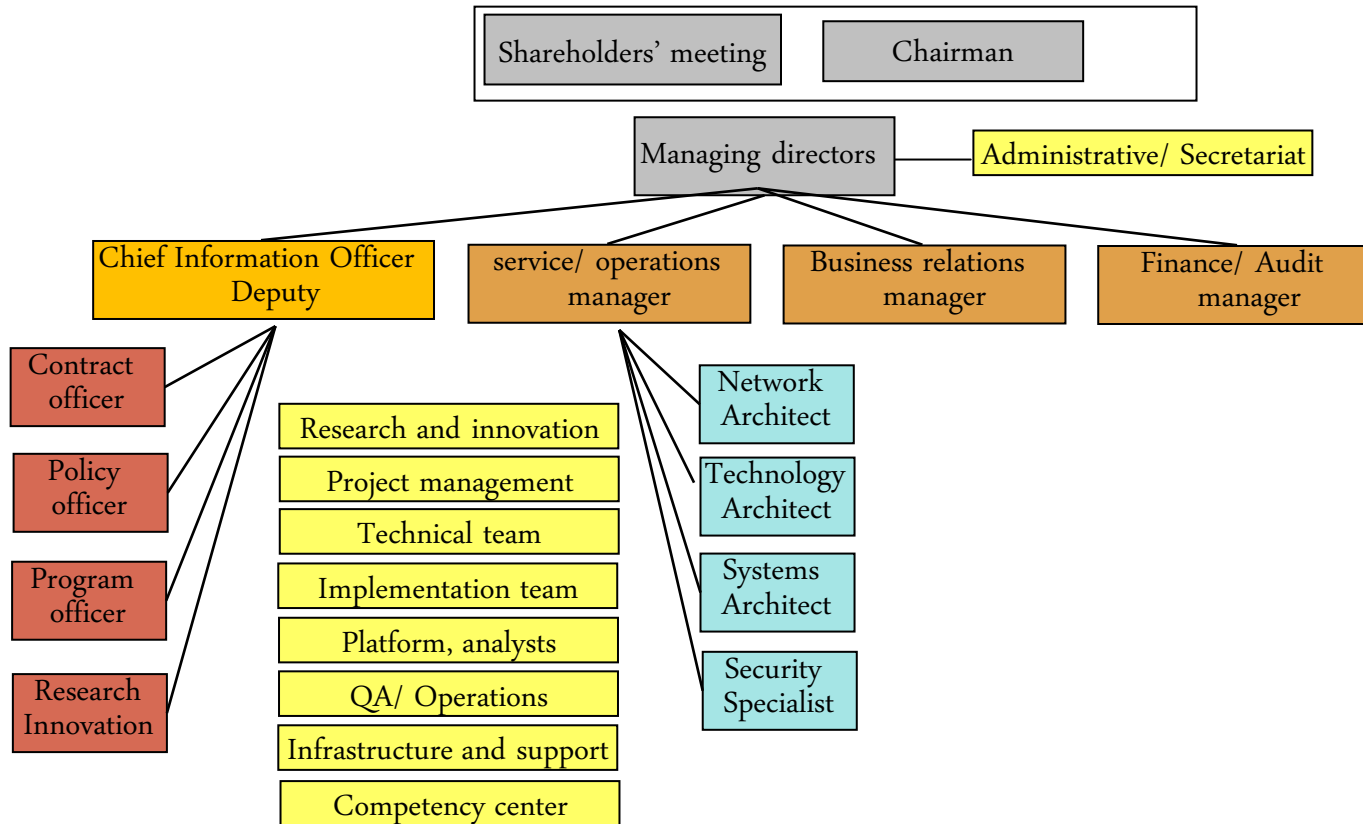 Shareholders’ meeting
Chairman
Managing directors
Administrative/ Secretariat
Chief Information Officer
Deputy
service/ operations
manager
Business relations
manager
Finance/ Audit
manager
Contract
officer
Policy
officer
Program
officer
Research
Innovation
Research and innovation
Project management
Technical team
Implementation team
Platform, analysts
QA/ Operations
Infrastructure and support
Competency center
Network
Architect
Technology
Architect
Systems
Architect
Security
Specialist